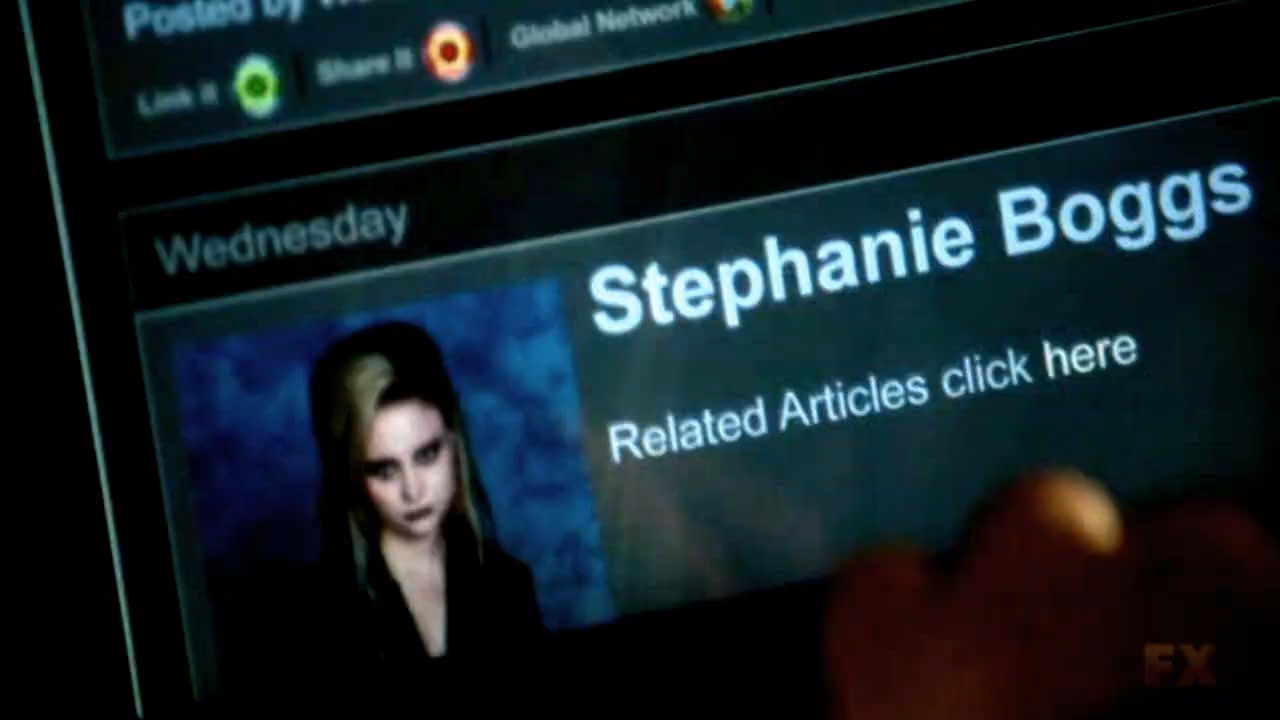 Posted by
Link it
Share it
Global Network
Wednesday
Stephanie Boggs
Related Articles click here
FX